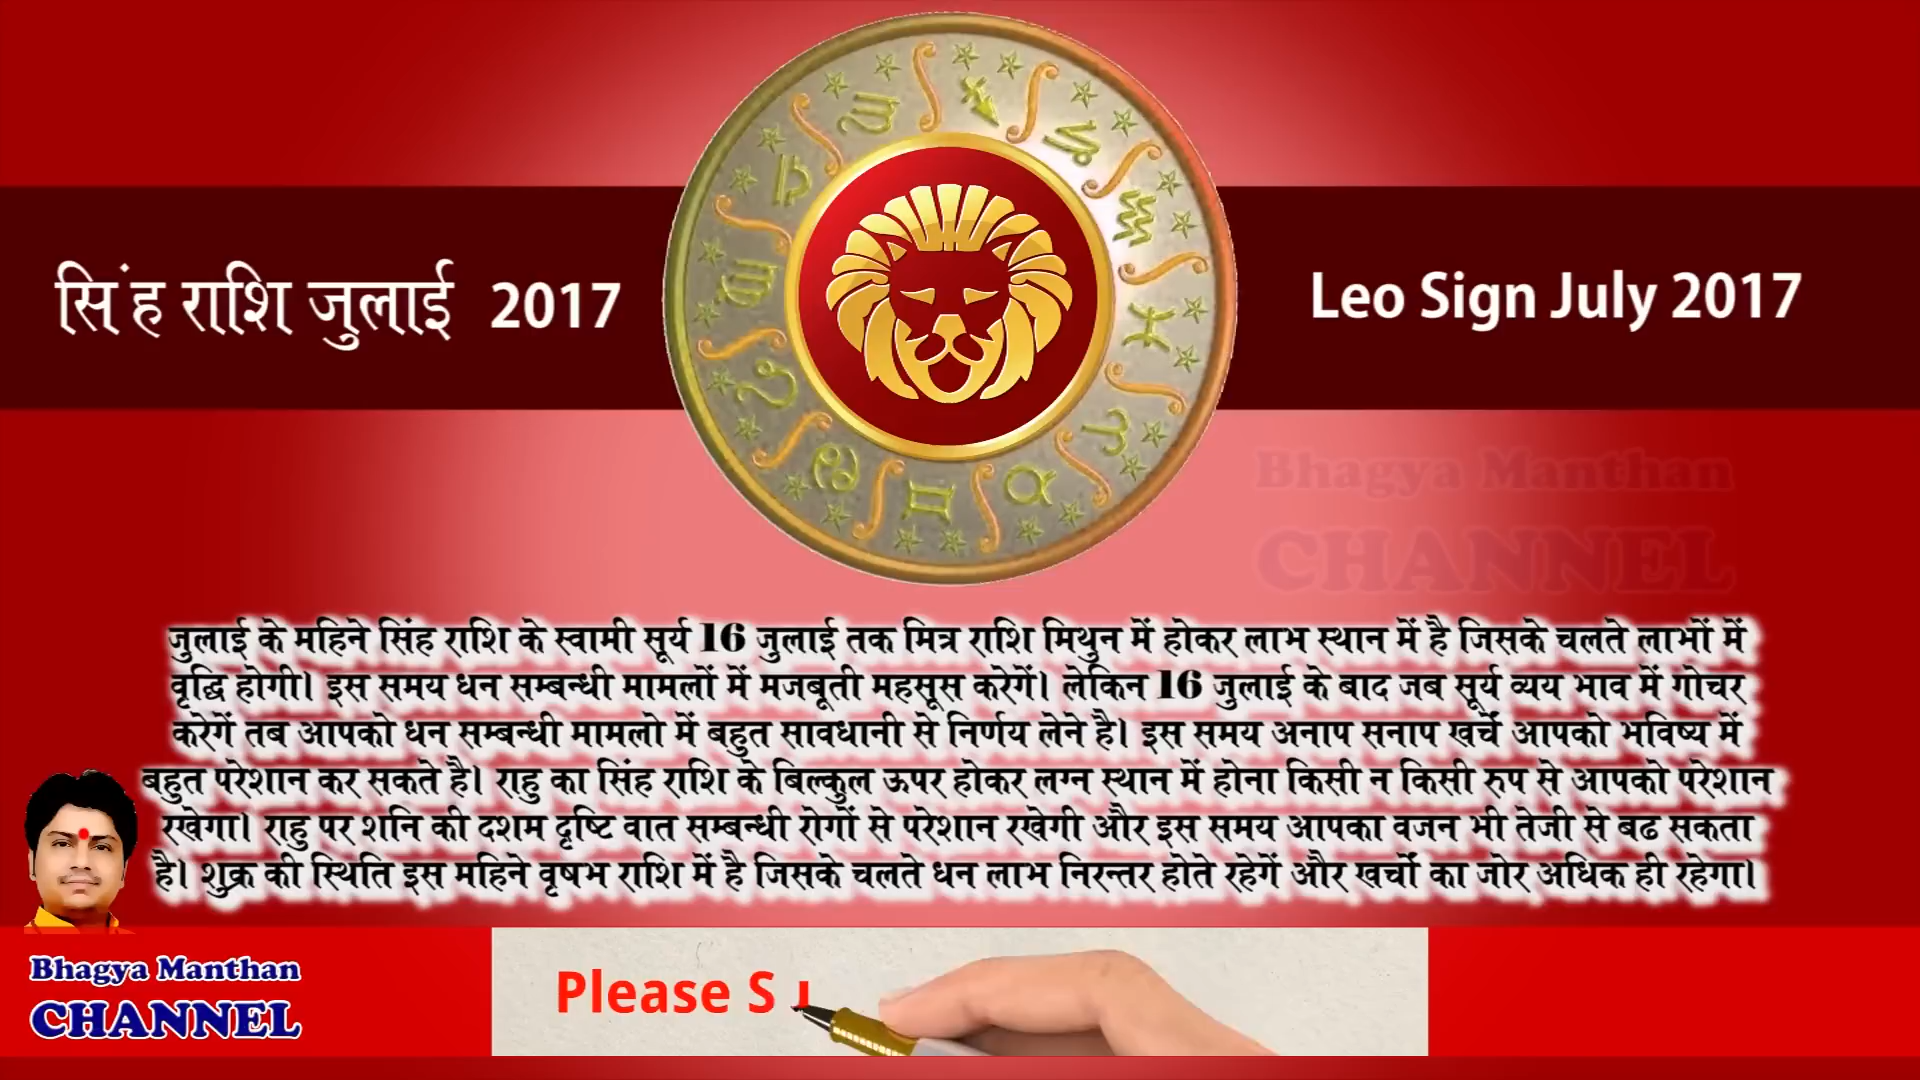 सिंह राशि जुलाई 2017
Leo Sign July 2017
Bhagya Manthan
CHANNEL
जुलाई के महिने सिंह राशि के स्वामी सूर्य 16 जुलाई तक मित्र राशि मिथुन में होकर लाभ स्थान में है जिसके चलते लाभों में
वृद्धि होगी। इस समय धन सम्बन्धी मामलों में मजबूती महसूस करेगें। लेकिन 16 जुलाई के बाद जब सूर्य व्यय भाव में गोचर
करेगें तब आपको धन सम्बन्धी मामलो में बहुत सावधानी से निर्णय लेने है। इस समय अनाप सनाप खर्चे आपको भविष्य में
बहुत परेशान कर सकते है। राहु का सिंह राशि के बिल्कुल ऊपर होकर लग्न स्थान में होना किसी न किसी रुप से आपको परेशान
रखेगा। राहु पर शनि की दशम दृष्टि वात सम्बन्धी रोगों से परेशान रखेगी और इस समय आपका वजन भी तेजी से बढ सकता
है। शुक्र की स्थिति इस महिने वृषभ राशि में है जिसके चलते धन लाभ निरन्तर होते रहेगें और खर्चो का जोर अधिक ही रहेगा।
Bhagya Manthan
CHANNEL
Please S